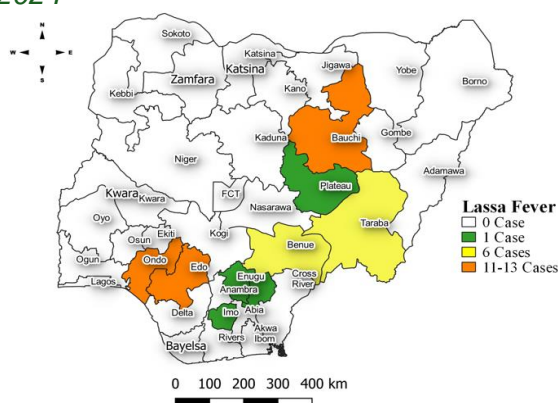 N
W
E
S
Sokoto
Katsina
Katsina
Zamfara
Kebbi
Kano
Jigawa
Yobe
Borno
Kaduna
Bauchi
Gombe
Adamawa
Niger
Plateau
FCT
Nasarawa
Taraba
Kwara
Kwara
Oyo
Kogi
Benue
Osun
Ekiti
Ogun
Ondo
Edo
Lagos
Enugu
Anambra
Cross
River
Delta
Imo
Abia
Bayelsa
Rivers
Akwa
Ibom
Lassa Fever
0 Case
1 Case
6 Cases
11-13 Cases
0 100 200 300 400 km